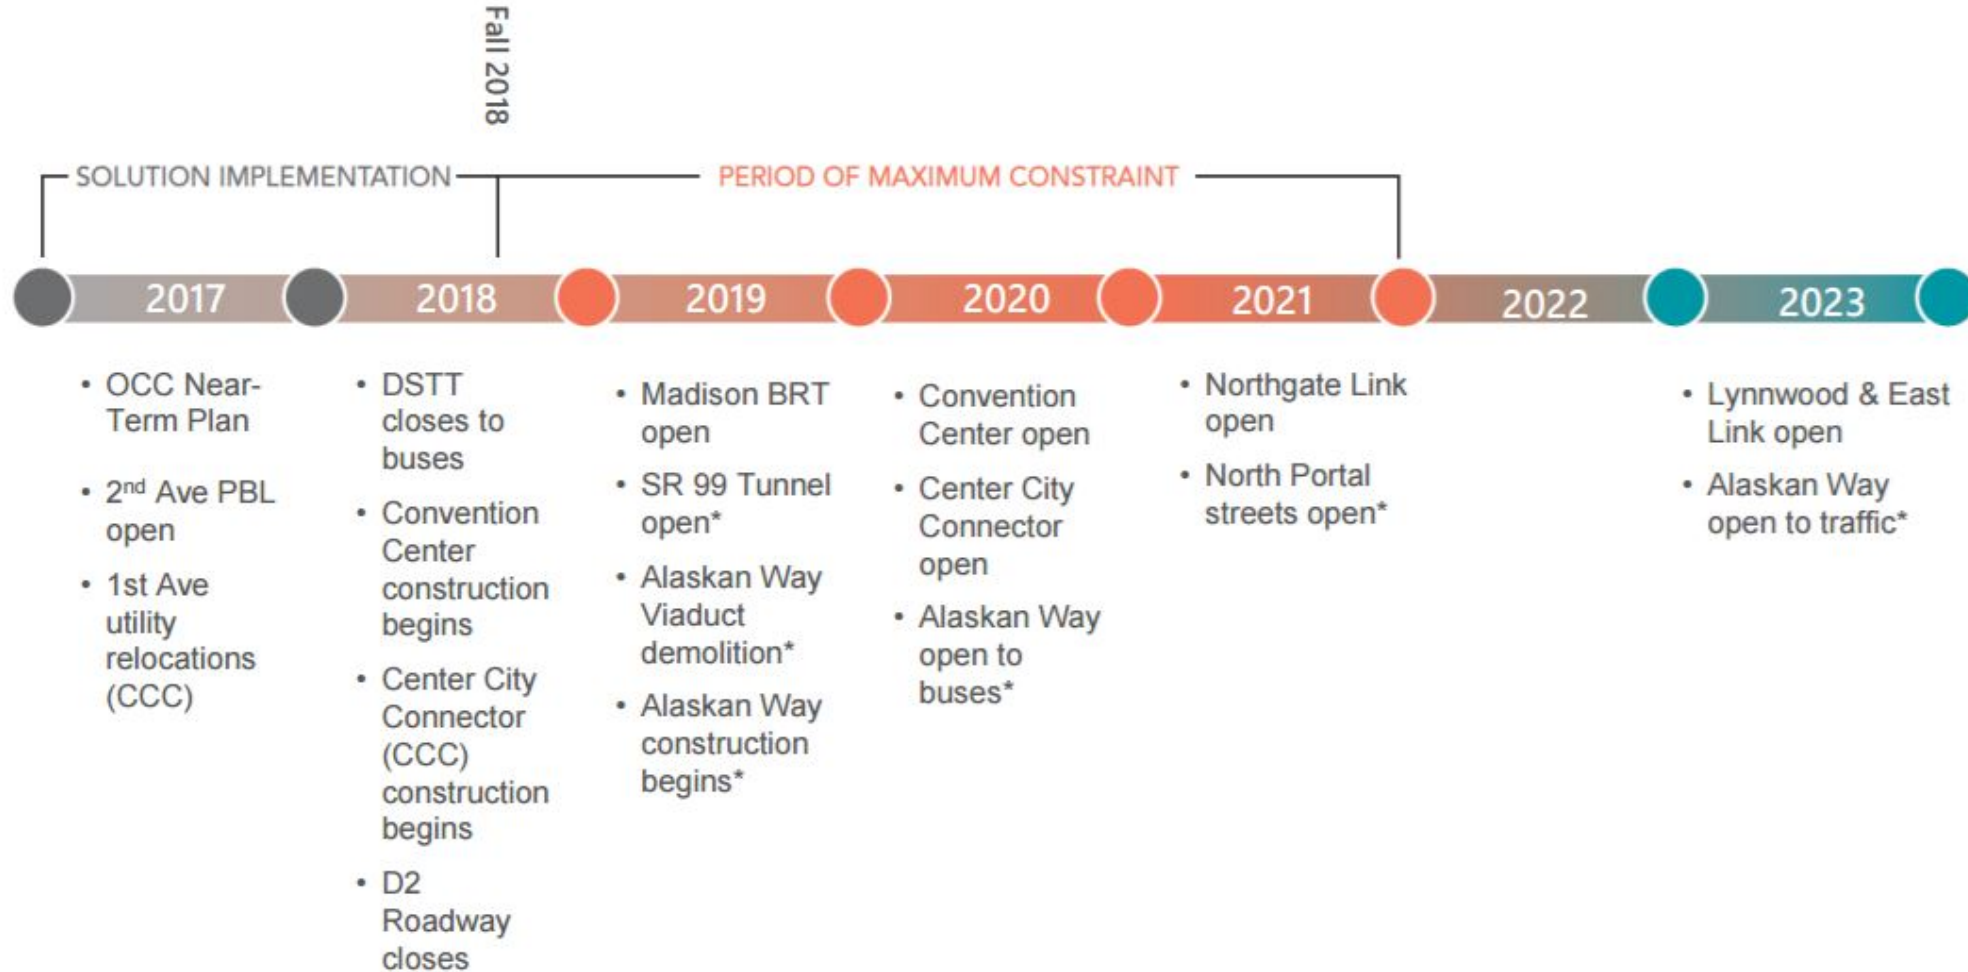 Fall 2018
SOLUTION IMPLEMENTATION
PERIOD OF MAXIMUM CONSTRAINT
2017
2018
2019
2020
2021
2022
2023
• OCC Near-
Term Plan
• 2nd Ave PBL
open
• 1st Ave
utility
relocations
(CCC)
• DSTT
closes to
buses
• Convention
Center
construction
begins
• Center City
Connector
(CCC)
construction
begins
• D2
Roadway
closes
• Madison BRT
open
• SR 99 Tunnel
open*
• Alaskan Way
Viaduct
demolition*
• Alaskan Way
construction
begins*
• Convention
Center open
• Center City
Connector
open
• Alaskan Way
open to
buses*
• Northgate Link
open
• North Portal
streets open*
• Lynnwood & East
Link open
• Alaskan Way
open to traffic*